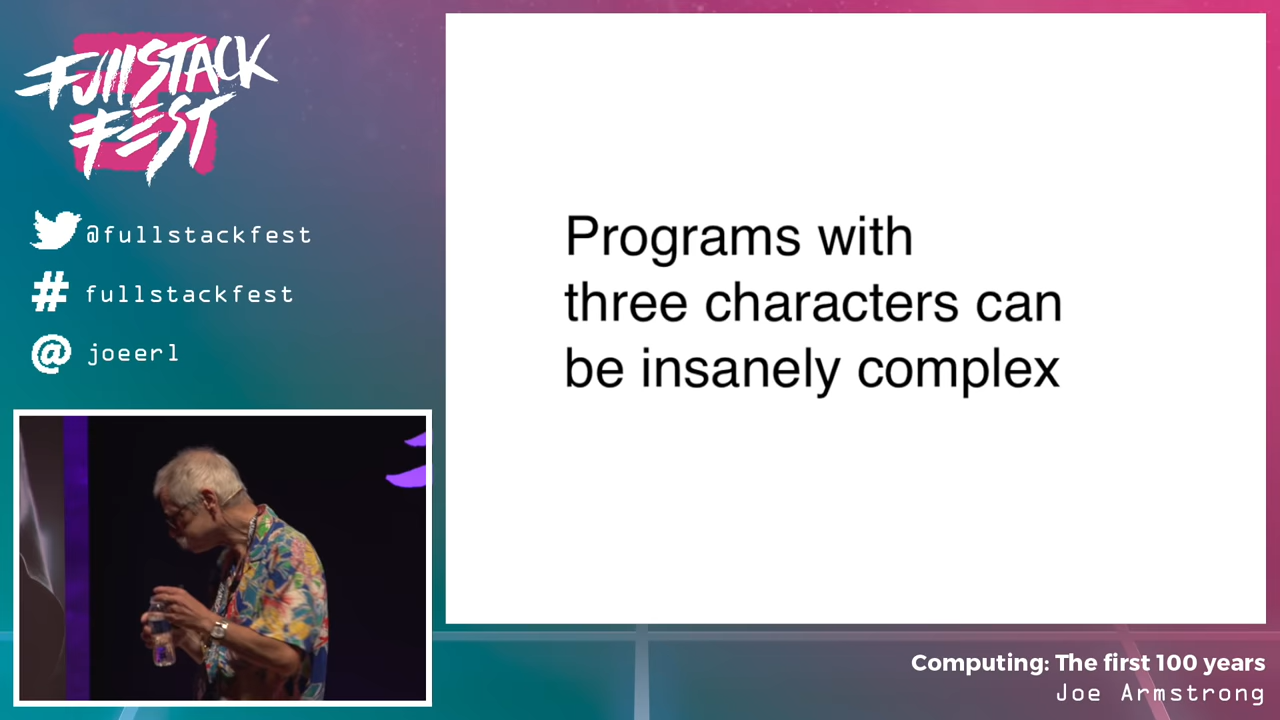 FullSTACK
FEST
@fullstackfest
# fullstackfest
@ joeerl
Programs with
three characters can
be insanely complex
Computing: The first 100 years
Joe Armstrong